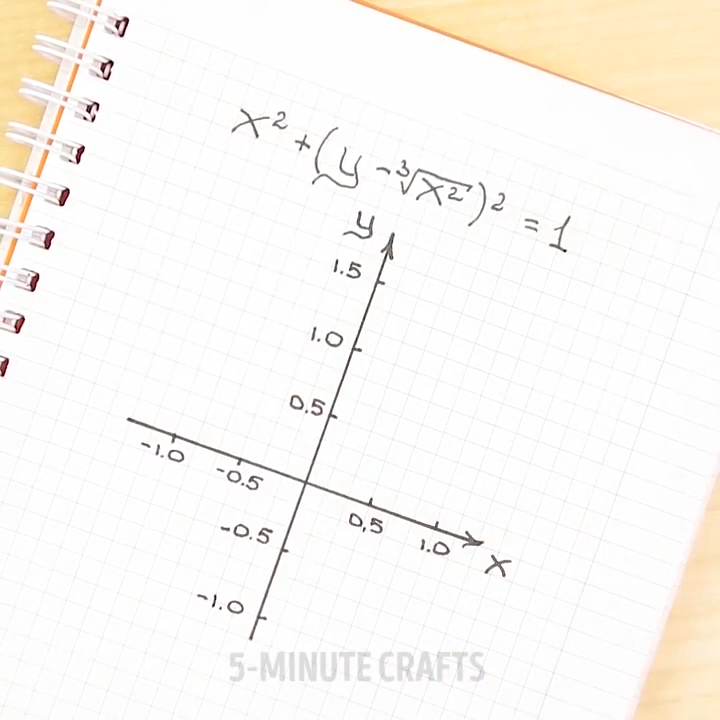 x² + (y - ³√x²)² = 1
y
1.5
1.0
0.5
-1.0 -0.5
0,5 1.0
x
-0.5
-1.0
5-MINUTE CRAFTS